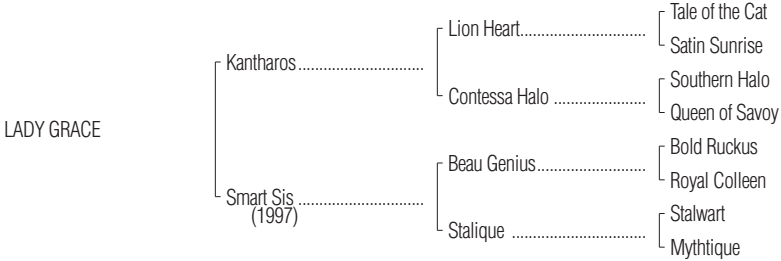 Tale of the Cat
Lion Heart..............................
Satin Sunrise
Kantharos..............................
Southern Halo
Contessa Halo ......................
Queen of Savoy
LADY GRACE
Bold Ruckus
Beau Genius..........................
Royal Colleen
Smart Sis ..............................
(1997)
Stalwart
Stalique ................................
Mythtique